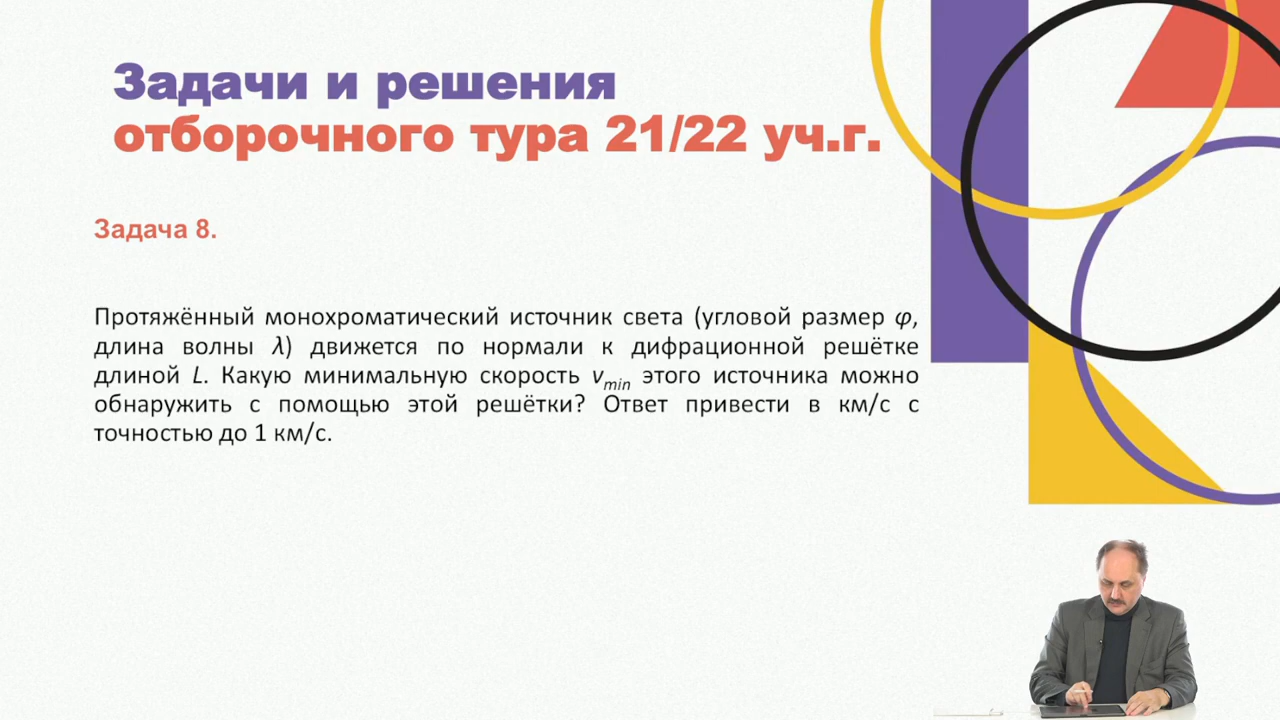 Задачи и решения
отборочного тура 21/22 уч.г.
Задача 8.
Протяжённый монохроматический источник света (угловой размер φ,
длина волны λ) движется по нормали к дифрационной решётке
длиной L. Какую минимальную скорость vmin этого источника можно
обнаружить с помощью этой решётки? Ответ привести в км/с с
точностью до 1 км/с.